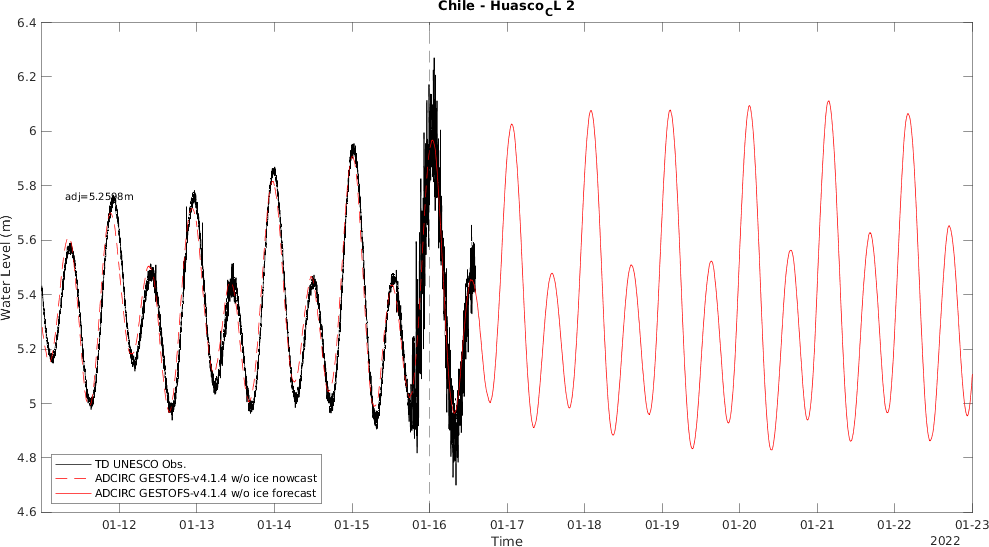 Chile - HuascoCL 2
6.4
6.2
6
5.8
5.6
5.4
5.2
5
4.8
4.6
Water Level (m)
adj=5.2598m
TD UNESCO Obs.
ADCIRC GESTOFS-v4.1.4 w/o ice nowcast
ADCIRC GESTOFS-v4.1.4 w/o ice forecast
01-12 01-13 01-14 01-15 01-16 01-17 01-18 01-19 01-20 01-21 01-22 01-23
Time
2022